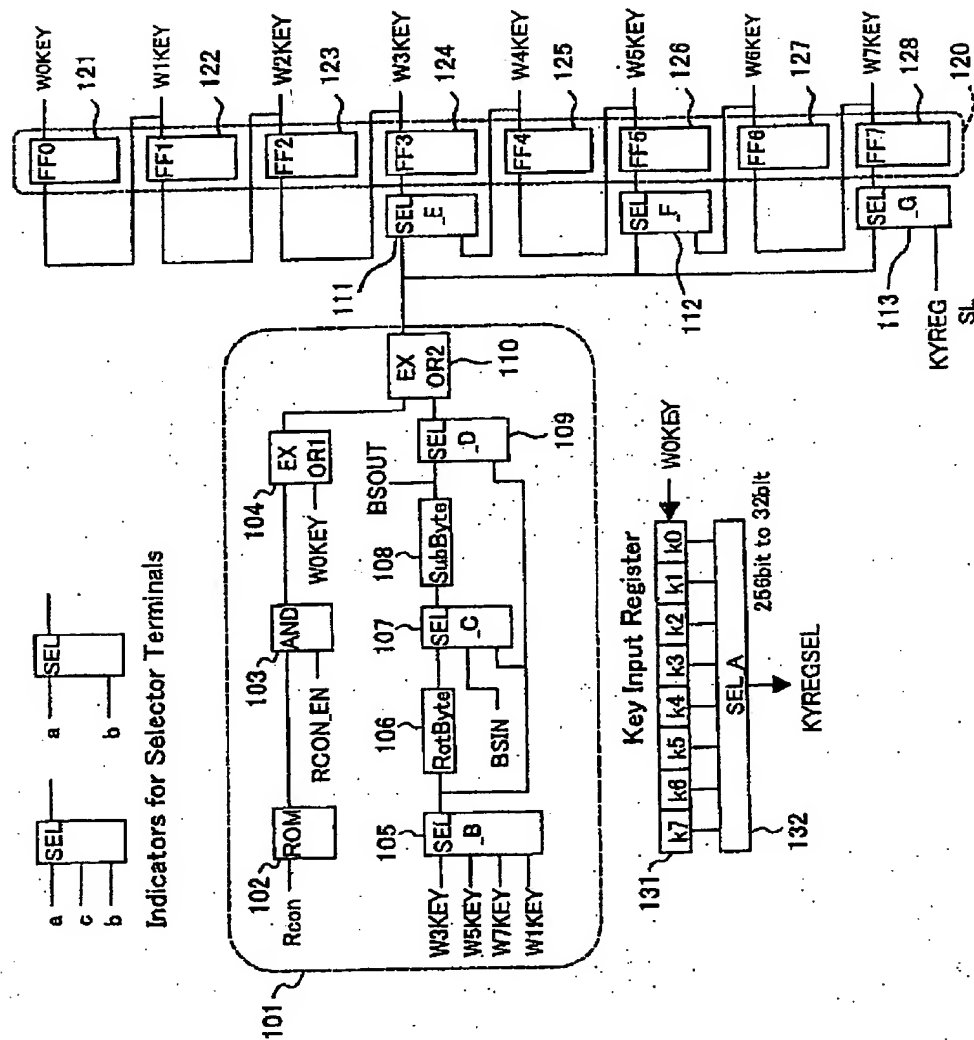 a
c
b
SEL
a
b
SEL
Indicators for Selector Terminals
101
Rcon
102
ROM
103
AND
RCON_EN
104
EX
OR1
W0KEY
W3KEY
W5KEY
W7KEY
W1KEY
105
SEL
_B
106
RotByte
BSIN
107
SEL
_C
108
SubByte
BSOUT
SEL
_D
109
EX
OR2
110
111
SEL
_E
112
SEL
_F
113
SEL
_G
KYREG
FF0
W0KEY
121
FF1
W1KEY
122
FF2
W2KEY
123
FF3
W3KEY
124
FF4
W4KEY
125
FF5
W5KEY
126
FF6
W6KEY
127
FF7
W7KEY
128
120
Key Input Register
131
k7 k6 k5 k4 k3 k2 k1 k0
W0KEY
SEL_A
132
256bit to 32bit
KYREGSEL